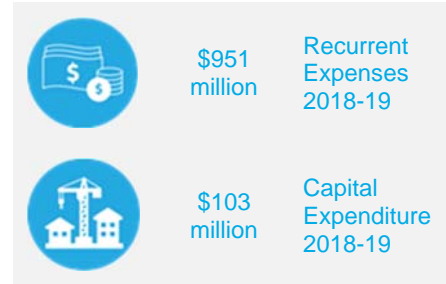 $
$
$951
million
Recurrent
Expenses
2018-19
$103
million
Capital
Expenditure
2018-19